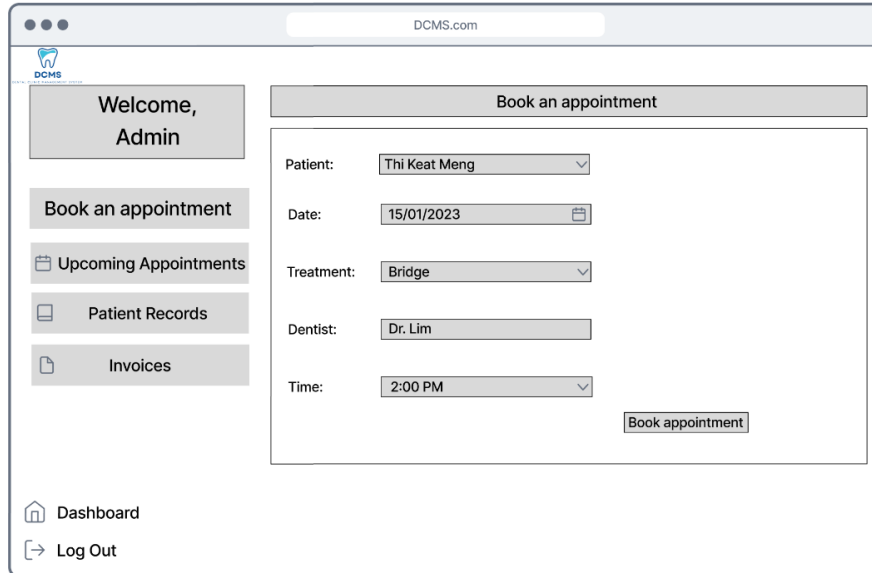 DCMS.com
DCMS
Welcome,
Admin
Book an appointment
Upcoming Appointments
Patient Records
Invoices
Dashboard
Log Out
Book an appointment
Patient: Thi Keat Meng
Date: 15/01/2023
Treatment: Bridge
Dentist: Dr. Lim
Time: 2:00 PM
Book appointment